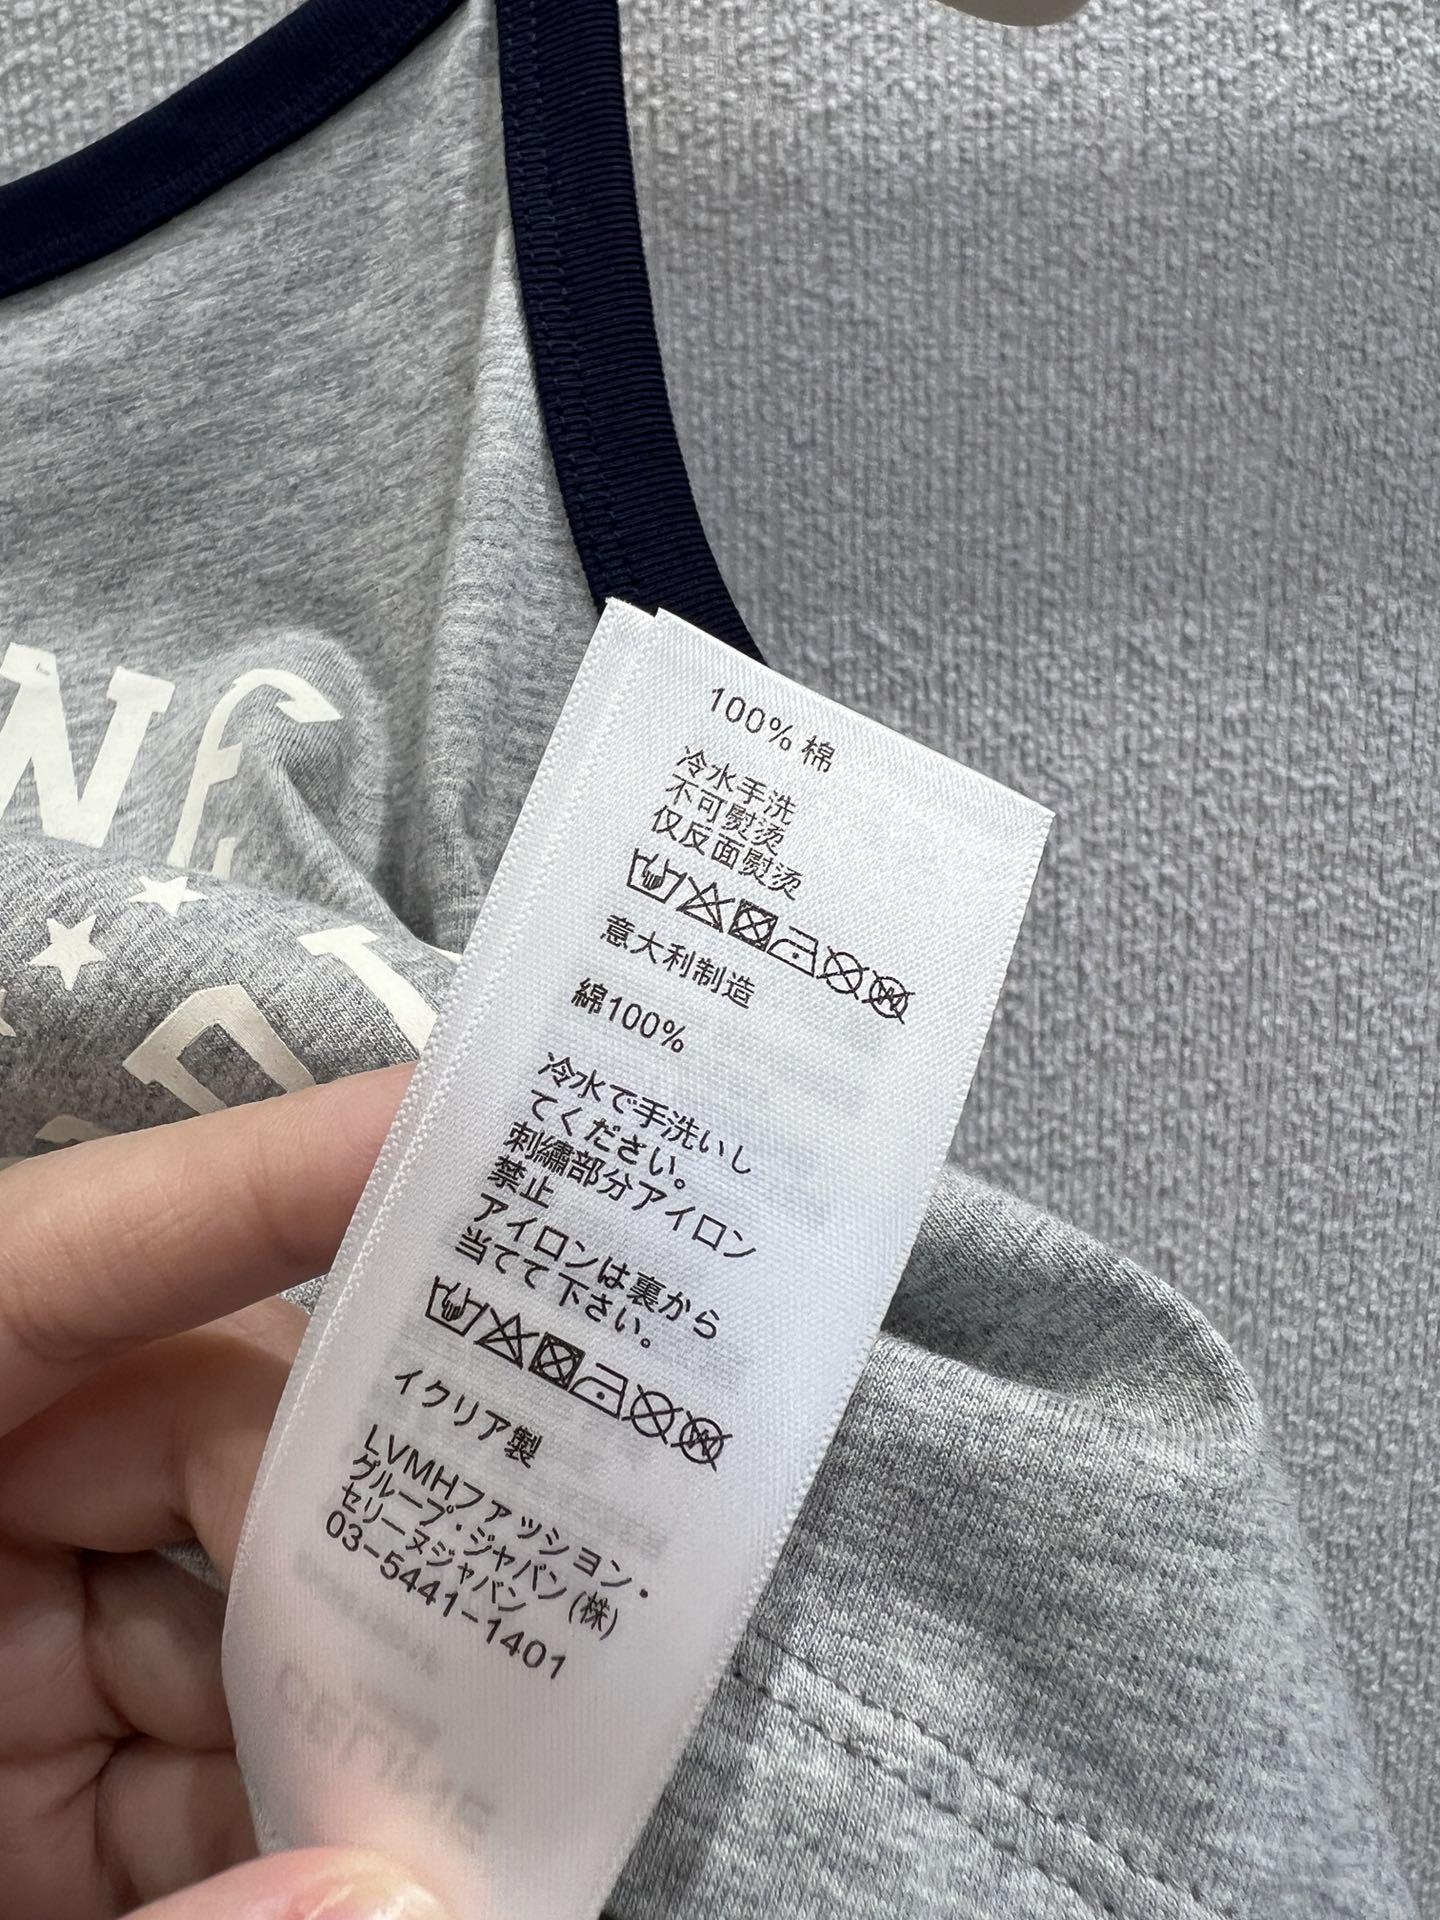 100% 棉
冷水手洗
不可熨烫
仅反面熨烫
意大利制造
綿100%
冷水で手洗いし
てください。
刺繍部分アイロン
禁止
アイロンは裏から
当てて下さい。
イクリア製
LVMHファッション・
グループ・ジャパン(株)
セリーヌジャパン
03-5441-1401